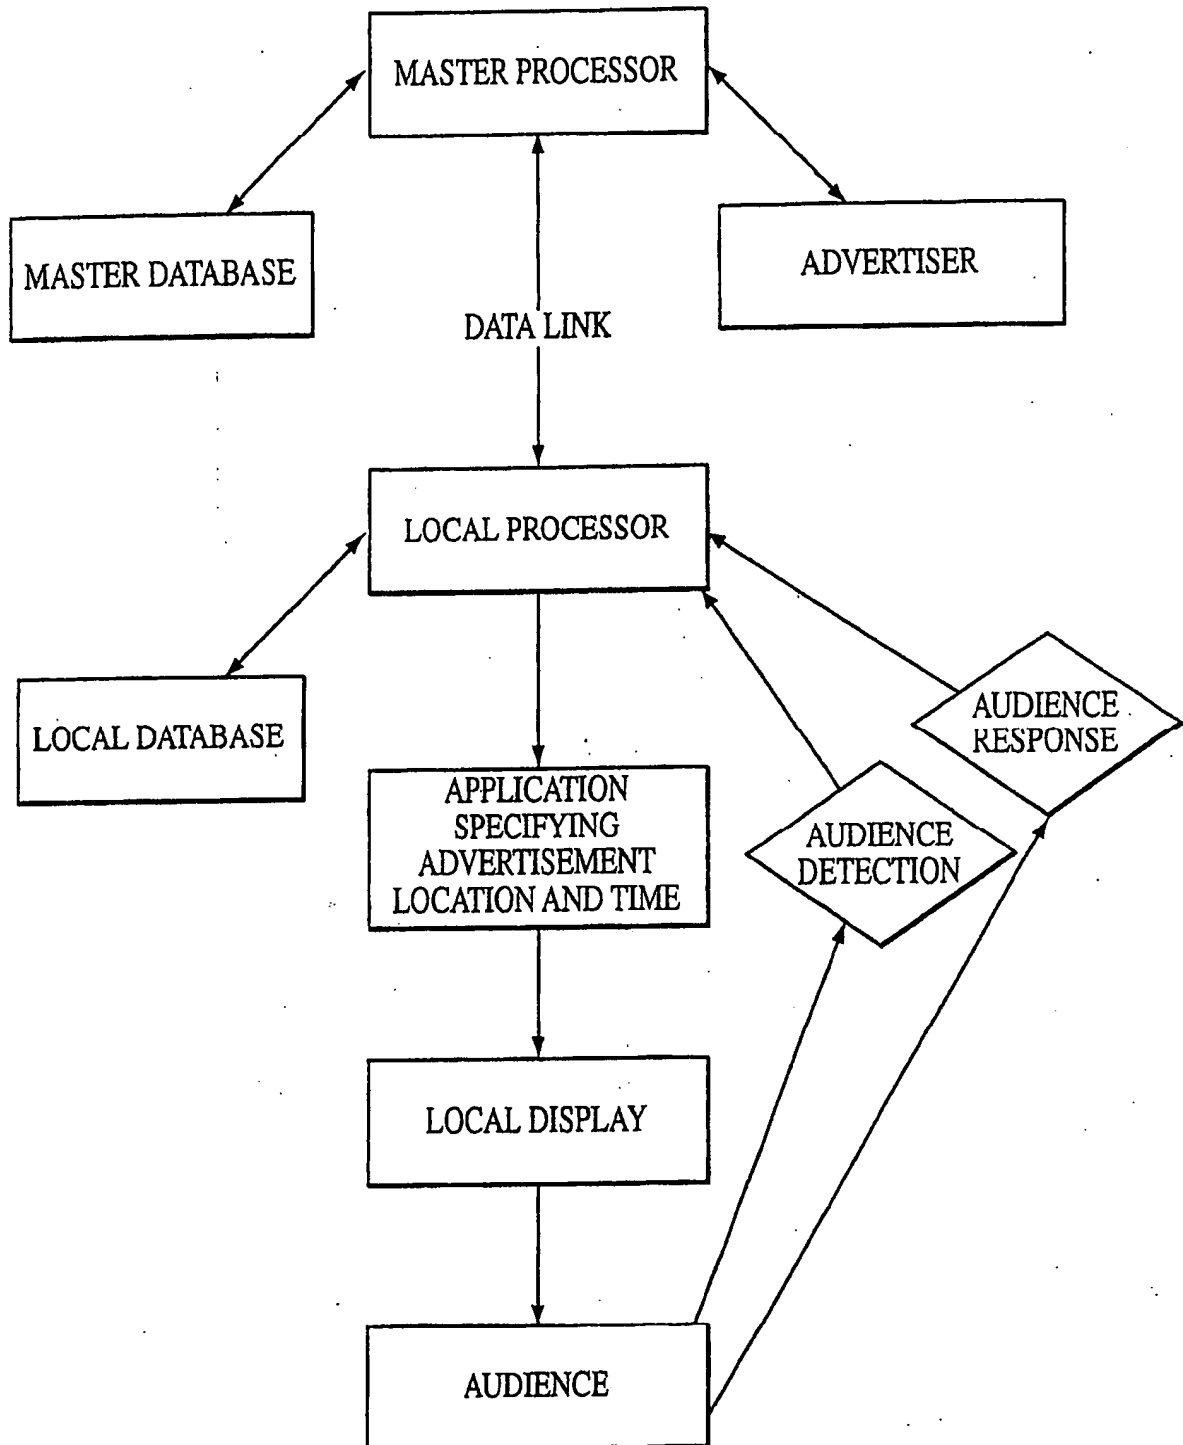 MASTER PROCESSOR
MASTER DATABASE
ADVERTISER
DATA LINK
LOCAL PROCESSOR
LOCAL DATABASE
AUDIENCE
RESPONSE
APPLICATION
SPECIFYING
ADVERTISEMENT
LOCATION AND TIME
AUDIENCE
DETECTION
LOCAL DISPLAY
AUDIENCE